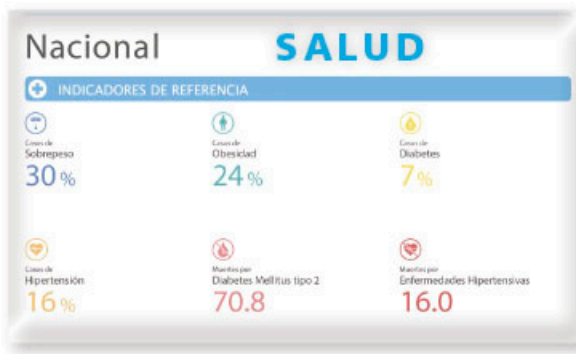 Nacional SALUD
INDICADORES DE REFERENCIA
Casos de
Sobrepeso
30 %
Casos de
Obesidad
24 %
Casos de
Diabetes
7 %
Casos de
Hipertensión
16 %
Muertes por
Diabetes Mellitus tipo 2
70.8
Muertes por
Enfermedades Hipertensivas
16.0